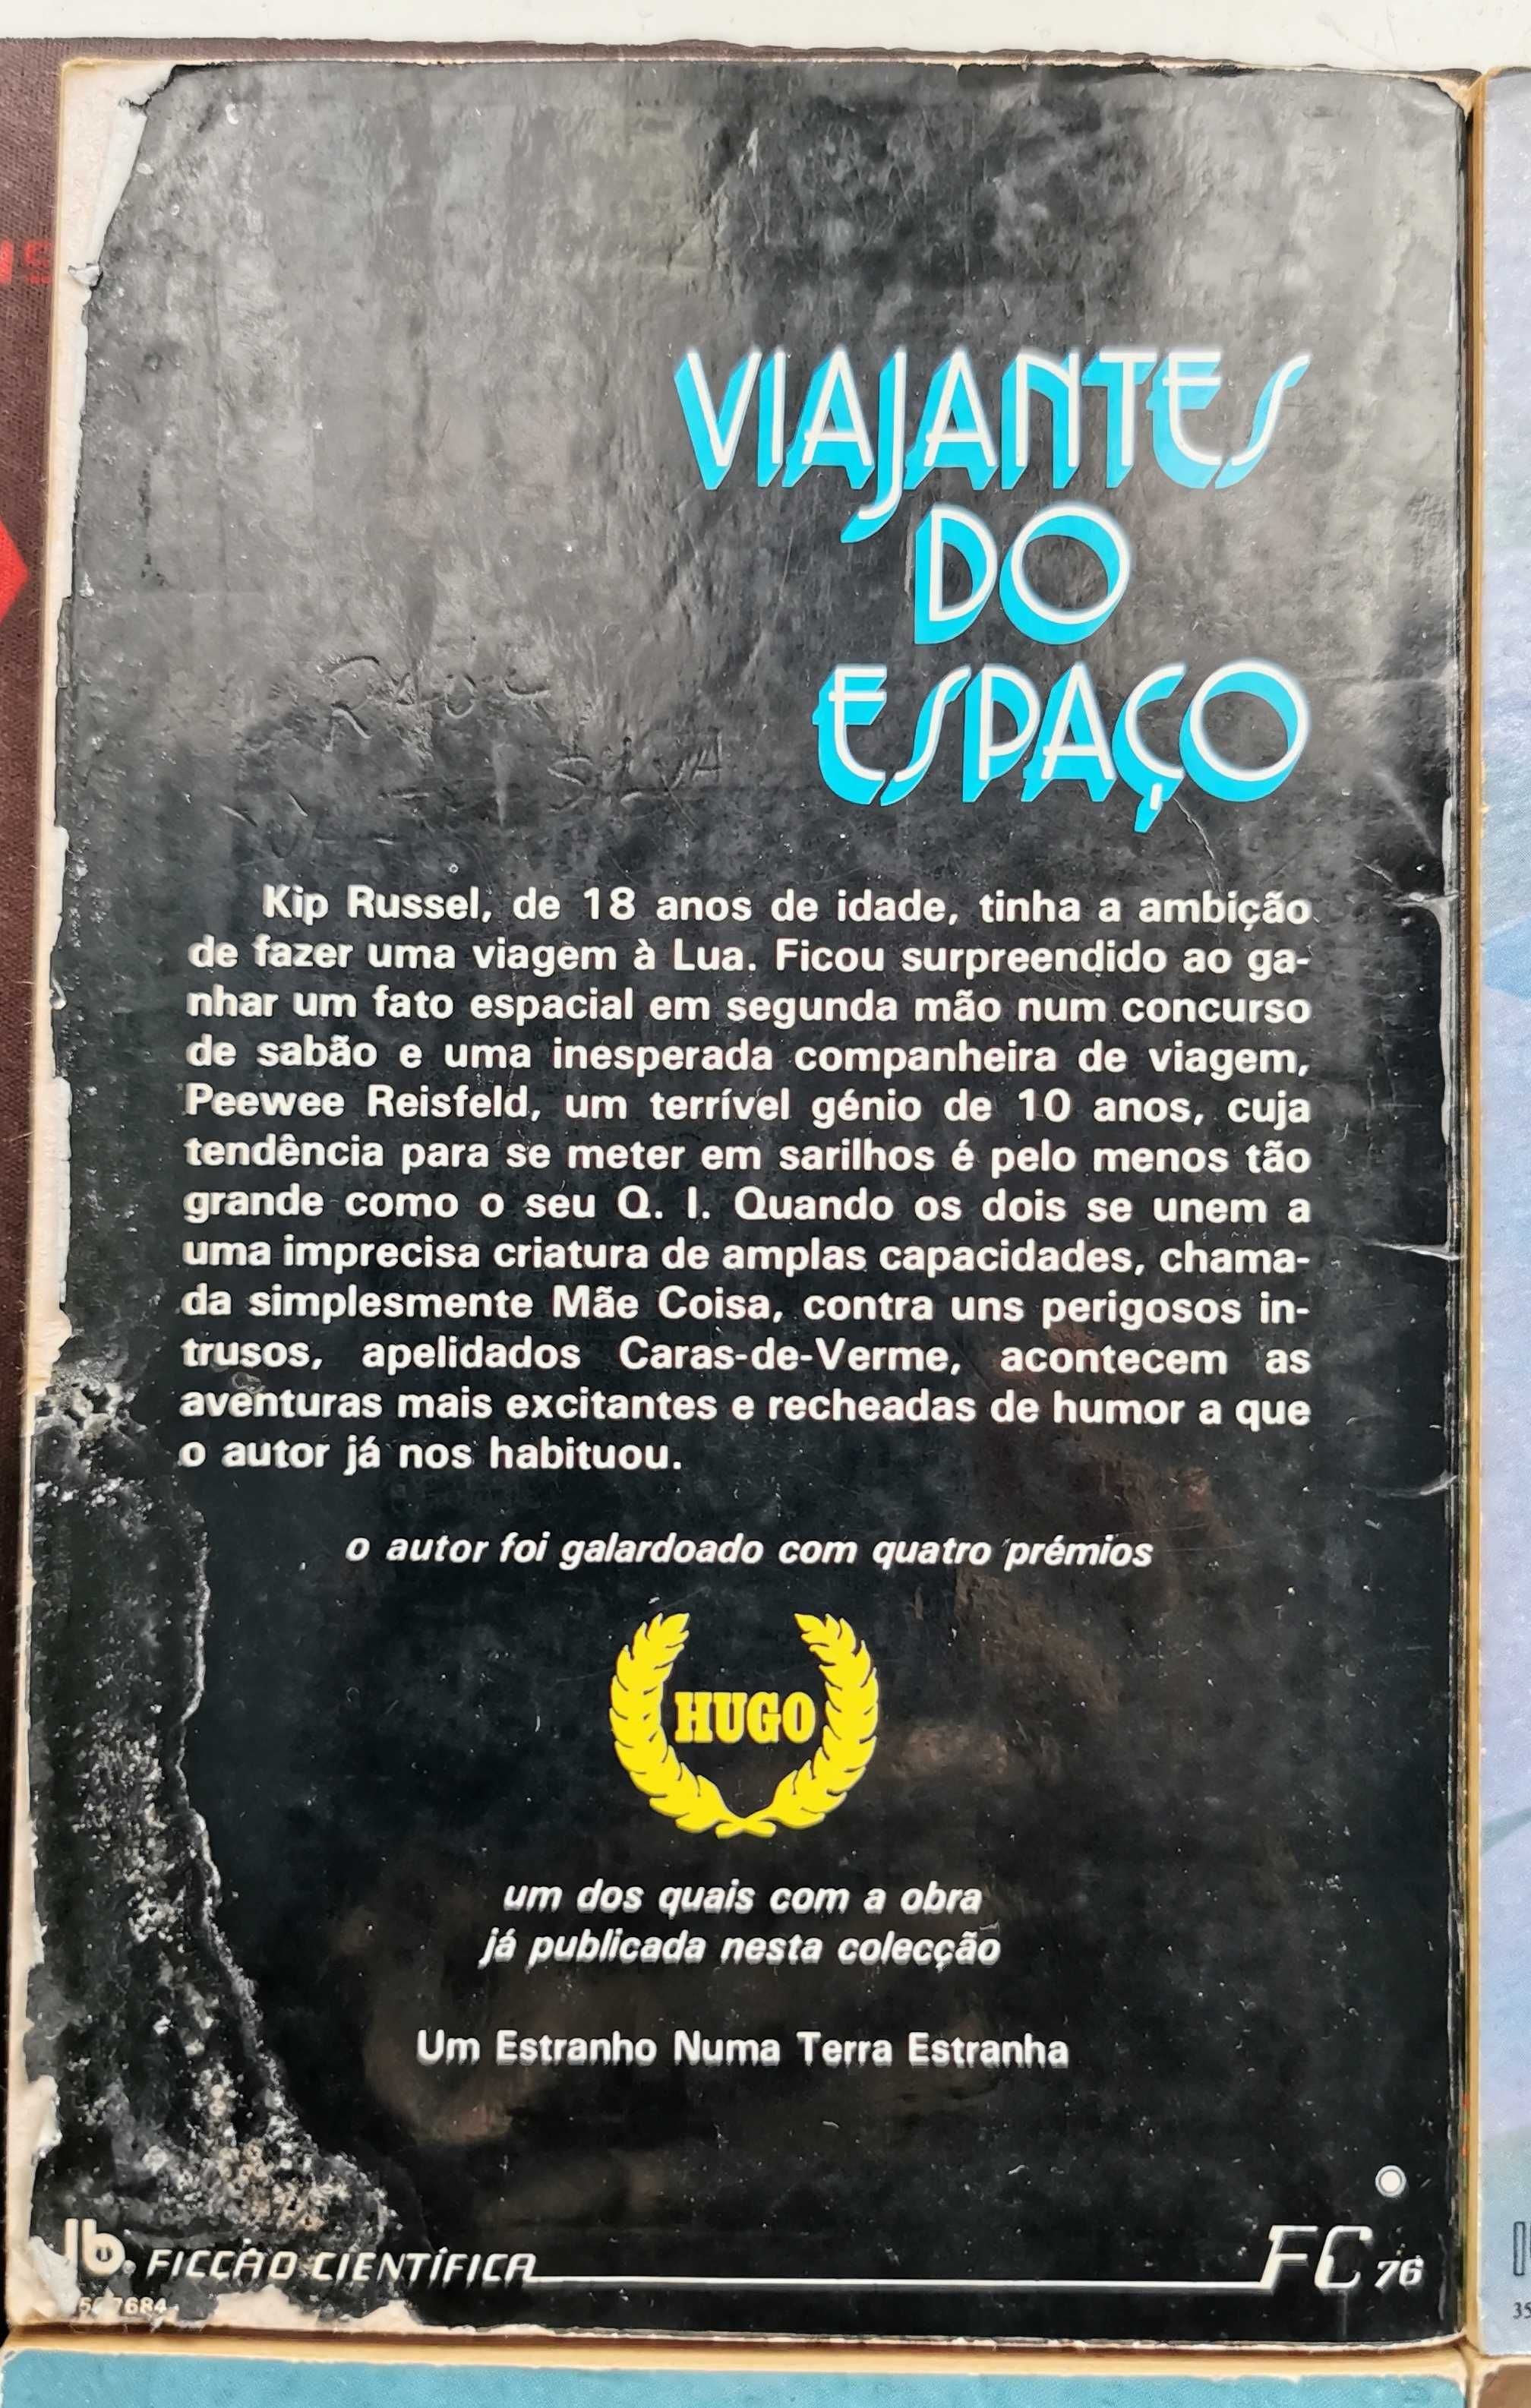 VIAJANTES
DO
ESPAÇO
Kip Russel, de 18 anos de idade, tinha a ambição
de fazer uma viagem à Lua. Ficou surpreendido ao ga-
nhar um fato espacial em segunda mão num concurso
de sabão e uma inesperada companheira de viagem,
Peewee Reisfeld, um terrível génio de 10 anos, cuja
tendência para se meter em sarilhos é pelo menos tão
grande como o seu Q. I. Quando os dois se unem a
uma imprecisa criatura de amplas capacidades, chama-
da simplesmente Mãe Coisa, contra uns perigosos in-
trusos, apelidados Caras-de-Verme, acontecem as
aventuras mais excitantes e recheadas de humor a que
o autor já nos habituou.
o autor foi galardoado com quatro prémios
HUGO
um dos quais com a obra
já publicada nesta colecção
Um Estranho Numa Terra Estranha
FICÇÃO CIENTÍFICA
FC 76